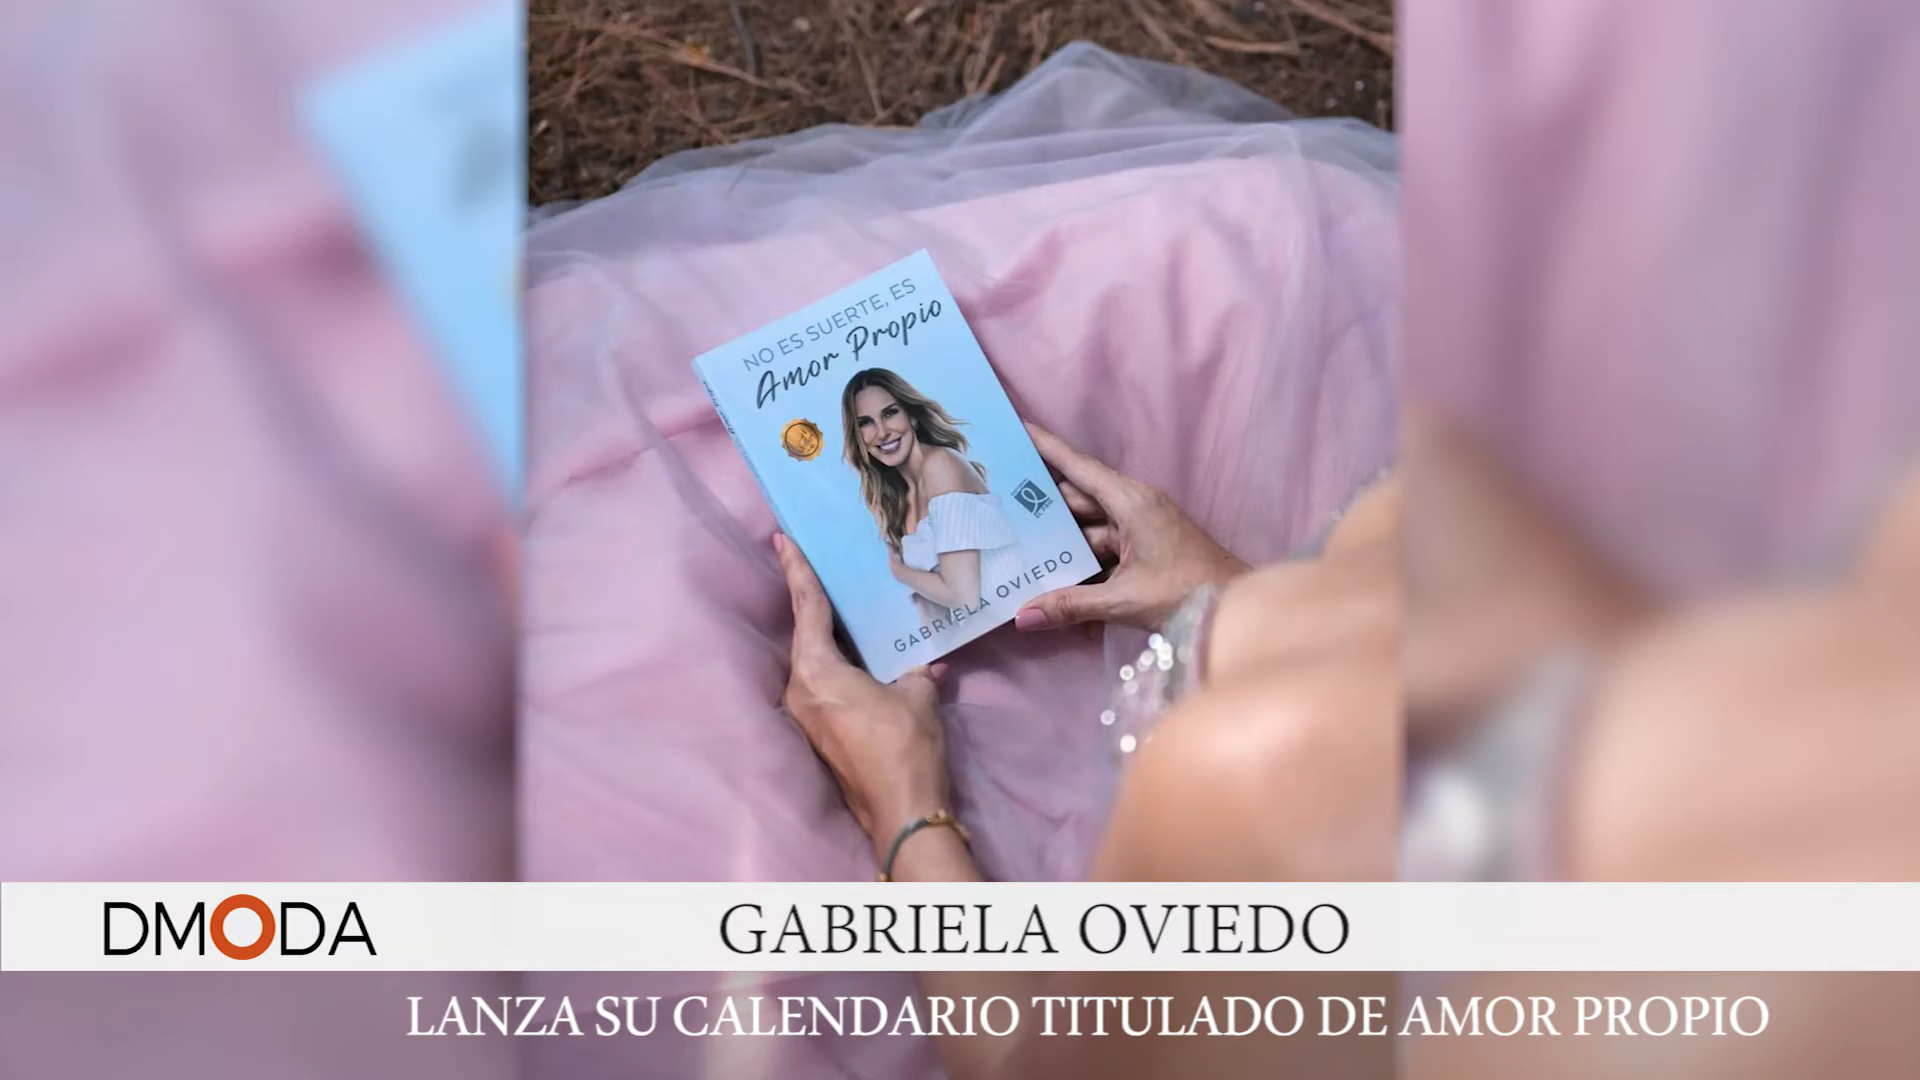 NO ES SUERTE, ES
Amor Propio
GABRIELA OVIEDO
DMODA
GABRIELA OVIEDO
LANZA SU CALENDARIO TITULADO DE AMOR PROPIO